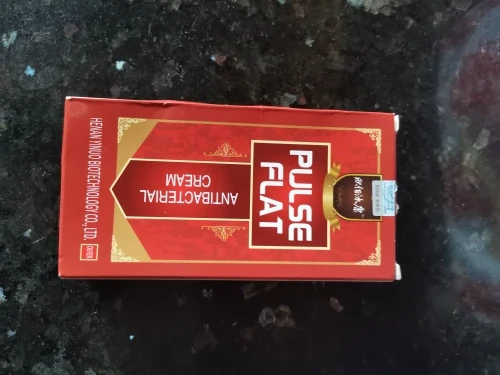 PULSE
FLAT
ANTIBACTERIAL
CREAM
HENAN YINUO BIOTECHNOLOGY CO., LTD.